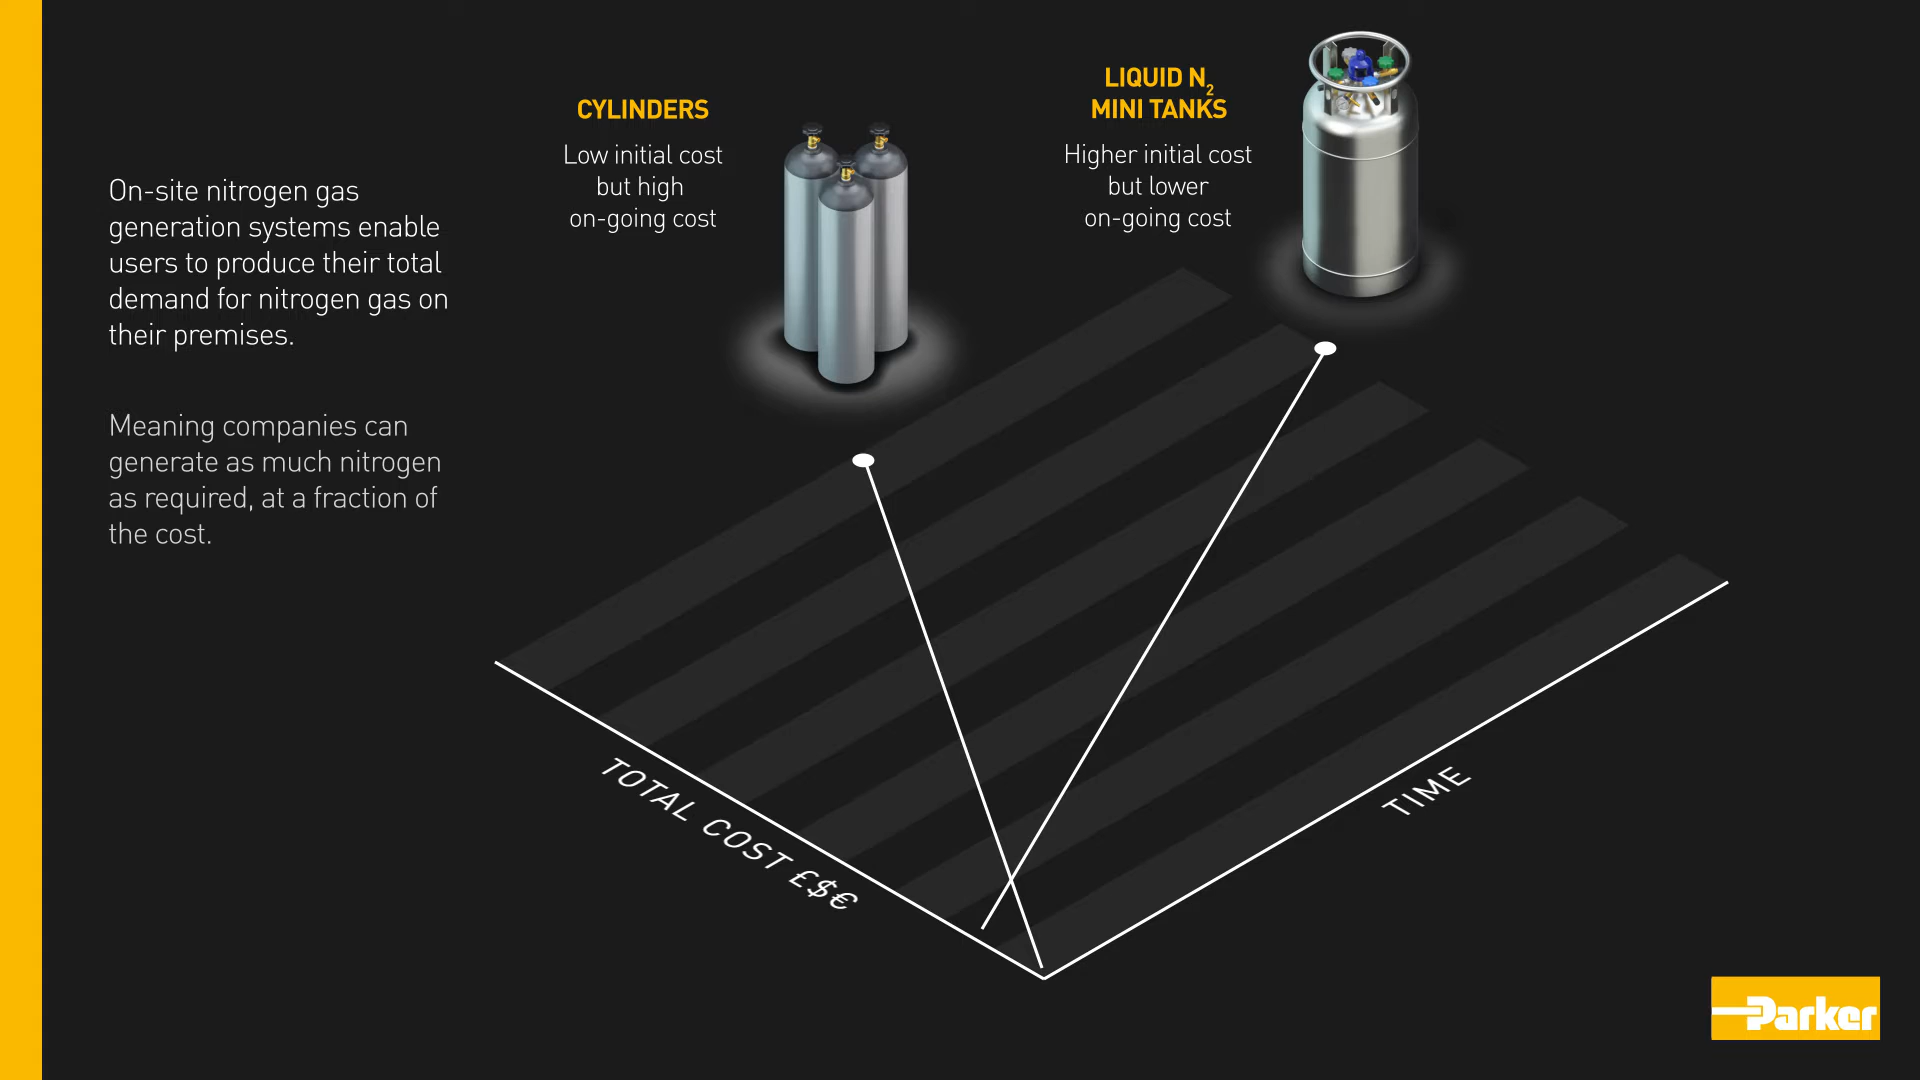 On-site nitrogen gas
generation systems enable
users to produce their total
demand for nitrogen gas on
their premises.
Meaning companies can
generate as much nitrogen
as required, at a fraction of
the cost.
CYLINDERS
Low initial cost
but high
on-going cost
LIQUID N₂
MINI TANKS
Higher initial cost
but lower
on-going cost
TOTAL COST £$€
TIME
Parker